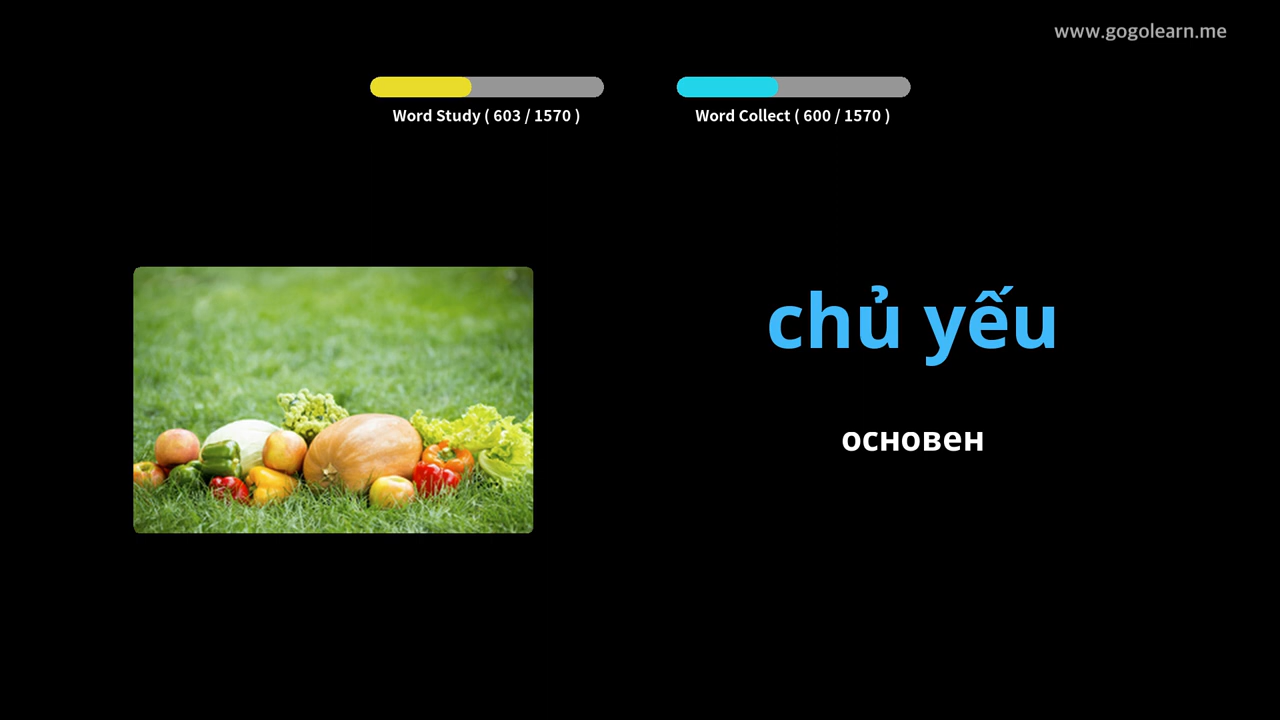 www.gogolearn.me
Word Study ( 603 / 1570 )
Word Collect ( 600 / 1570 )
chủ yếu
основен